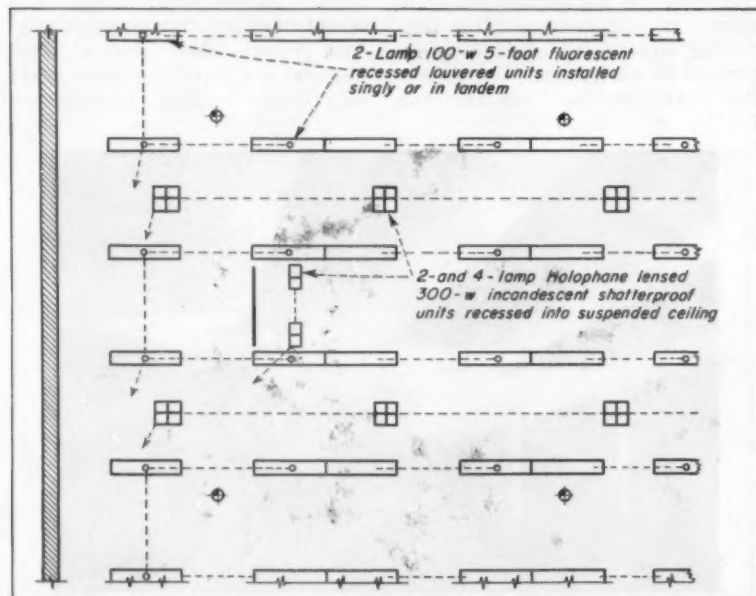 2-Lamp 100-w 5-foot fluorescent
recessed louvered units installed
singly or in tandem
2-and 4-lamp Holophane lensed
300-w incandescent shatterproof
units recessed into suspended ceiling